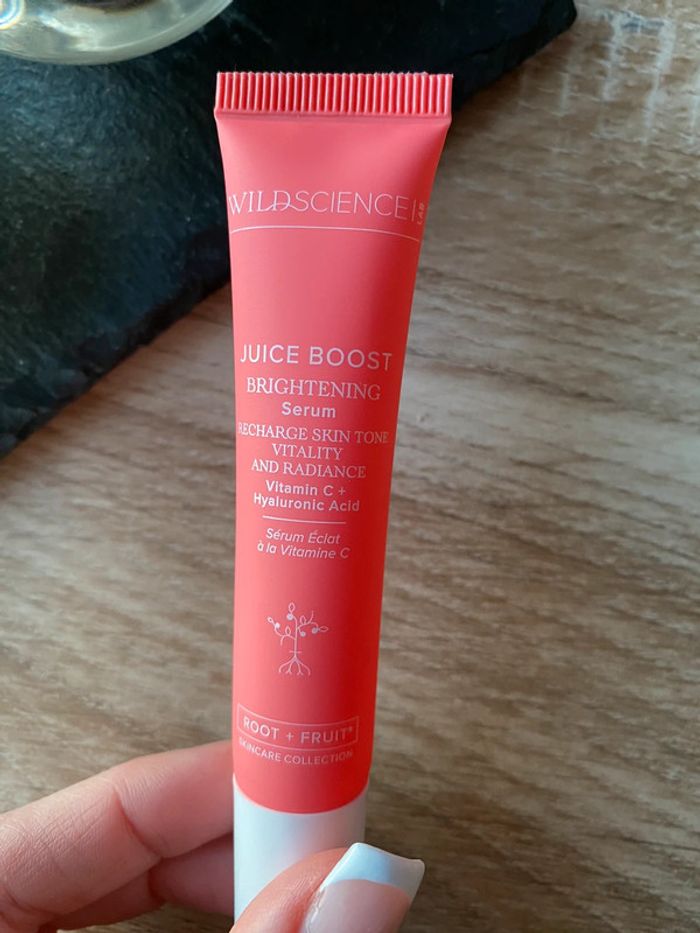 WILDSCIENCE LAB
JUICE BOOST
BRIGHTENING
Serum
RECHARGE SKIN TONE
VITALITY
AND RADIANCE
Vitamin C +
Hyaluronic Acid
Sérum Éclat
à la Vitamine C
ROOT + FRUIT®
SKINCARE COLLECTION